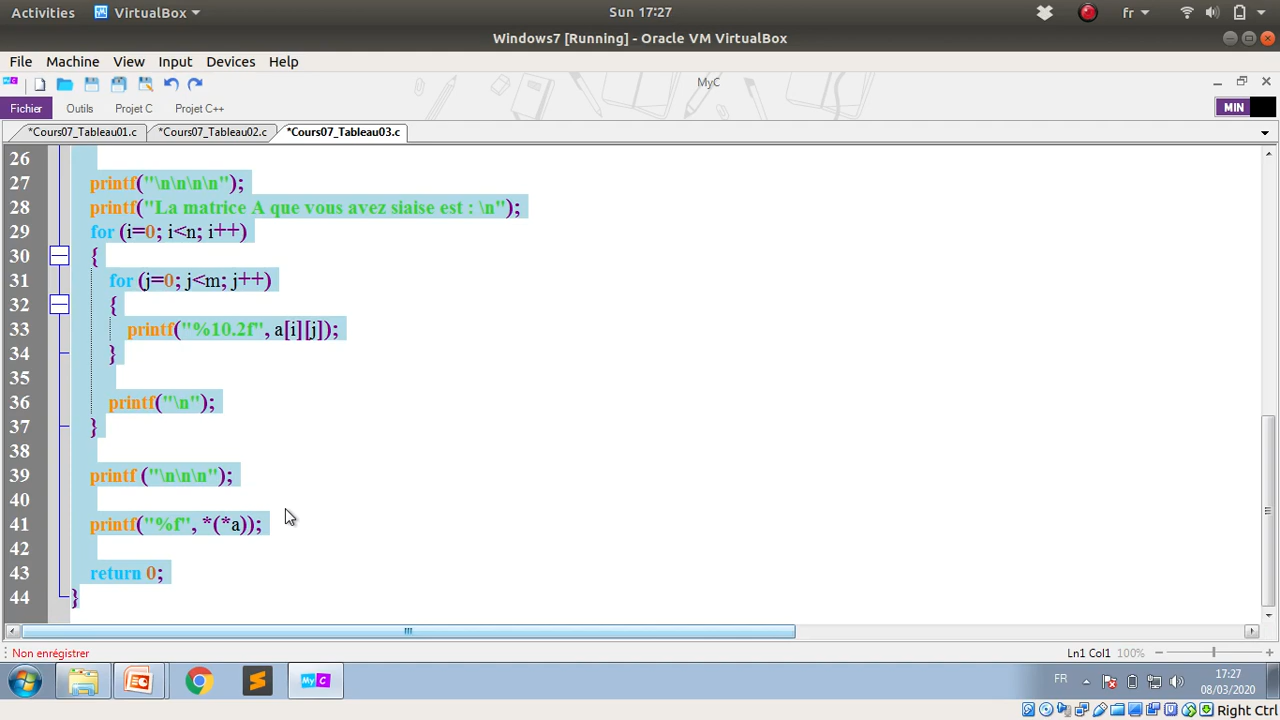 Activities VirtualBox Sun 17:27 fr
Windows7 [Running] - Oracle VM VirtualBox
File Machine View Input Devices Help
MyC
Fichier Outils Projet C Projet C++ MIN
*Cours07_Tableau01.c *Cours07_Tableau02.c *Cours07_Tableau03.c
26
27 printf("\n\n\n\n");
28 printf("La matrice A que vous avez siaise est : \n");
29 for (i=0; i<n; i++)
30 {
31 for (j=0; j<m; j++)
32 {
33 printf("%10.2f", a[i][j]);
34 }
35
36 printf("\n");
37 }
38
39 printf ("\n\n\n");
40
41 printf("%f", *(*a));
42
43 return 0;
44 }
Non enregistrer Ln1 Col1 100%
MyC FR 17:27
08/03/2020
Right Ctrl